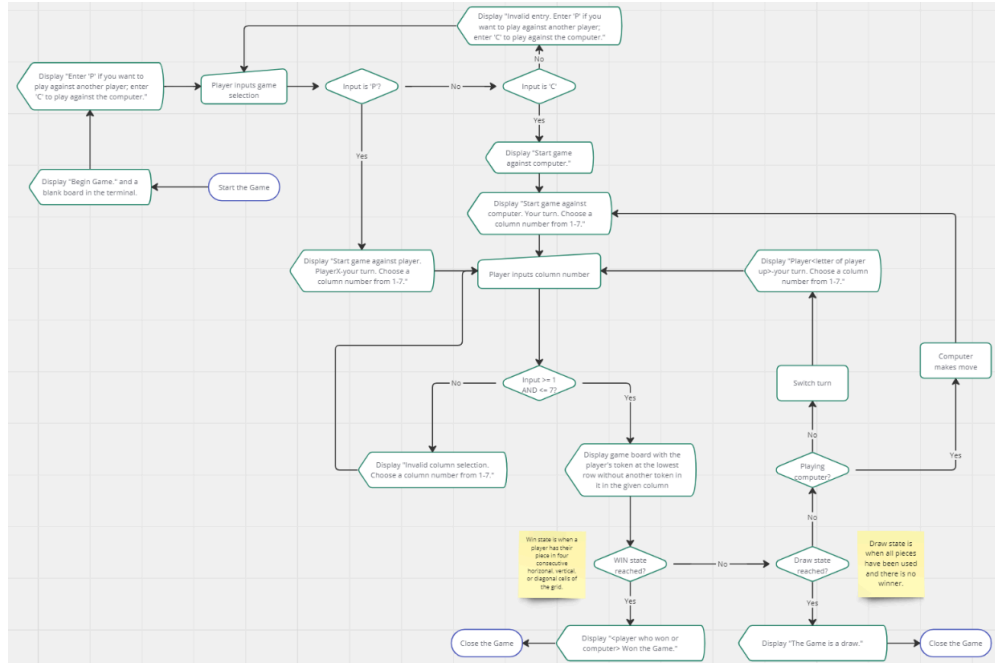 Display "Invalid entry. Enter 'P' if you
want to play against another player;
enter 'C' to play against the computer."
No
Display "Enter 'P' if you want to
play against another player; enter
'C' to play against the computer."
Player inputs game
selection
Input is 'P'?
No
Input is 'C'
Yes
Yes
Display "Start game
against computer."
Display "Begin Game." and a
blank board in the terminal.
Start the Game
Display "Start game against
computer. Your turn. Choose a
column number from 1-7."
Display "Start game against player.
PlayerX-your turn. Choose a
column number from 1-7."
Player inputs column number
Display "Player<letter of player
up>-your turn. Choose a column
number from 1-7."
Computer
makes move
Input >= 1
AND <= 7?
No
Yes
Switch turn
No
Yes
Display "Invalid column selection.
Choose a column number from 1-7."
Display game board with the
player's token at the lowest
row without another token in
it in the given column
Playing
computer?
No
Win state is when a
player has their
piece in four
consecutive
horizonal, vertical,
or diagonal cells of
the grid.
WIN state
reached?
No
Draw state
reached?
Draw state is
when all pieces
have been used
and there is no
winner.
Yes
Yes
Close the Game
Display "<player who won or
computer> Won the Game."
Display "The Game is a draw."
Close the Game